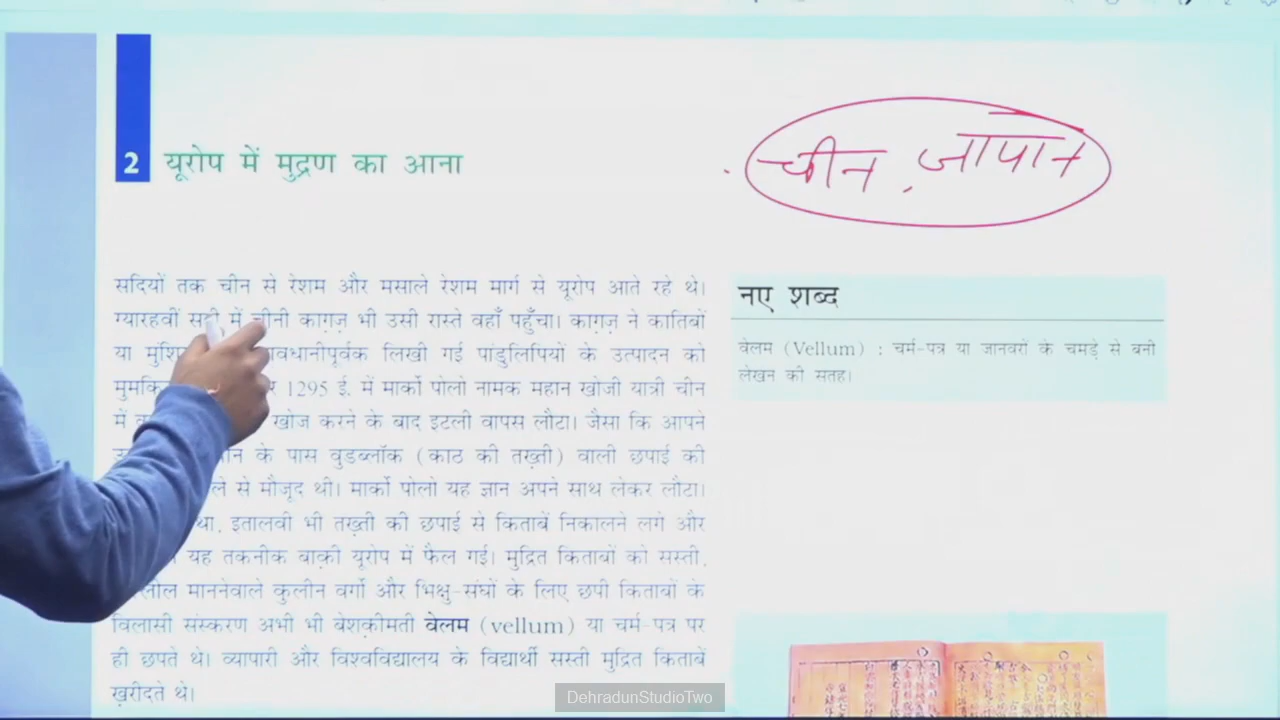 2 यूरोप में मुद्रण का आना
चीन, जापान
सदियों तक चीन से रेशम और मसाले रेशम मार्ग से यूरोप आते रहे थे।
ग्यारहवीं सदी में चीनी काग़ज़ भी उसी रास्ते वहाँ पहुँचा। काग़ज़ ने कातिबों
या सावधानीपूर्वक लिखी गई पांडुलिपियों के उत्पादन को
1295 ई. में मार्को पोलो नामक महान खोजी यात्री चीन
में खोज करने के बाद इटली वापस लौटा। जैसा कि आपने
के पास वुडब्लॉक (काठ की तख़्ती) वाली छपाई की
से मौजूद थी। मार्को पोलो यह ज्ञान अपने साथ लेकर लौटा।
इतालवी भी तख़्ती की छपाई से किताबें निकालने लगे और
यह तकनीक बाक़ी यूरोप में फैल गई। मुद्रित किताबों को सस्ती,
माननेवाले कुलीन वर्गों और भिक्षु-संघों के लिए छपी किताबों के
विलासी संस्करण अभी भी बेशक़ीमती वेलम (vellum) या चर्म-पत्र पर
ही छपते थे। व्यापारी और विश्वविद्यालय के विद्यार्थी सस्ती मुद्रित किताबें
ख़रीदते थे।
नए शब्द
वेलम (Vellum) : चर्म-पत्र या जानवरों के चमड़े से बनी
लेखन की सतह।
DehradunStudioTwo